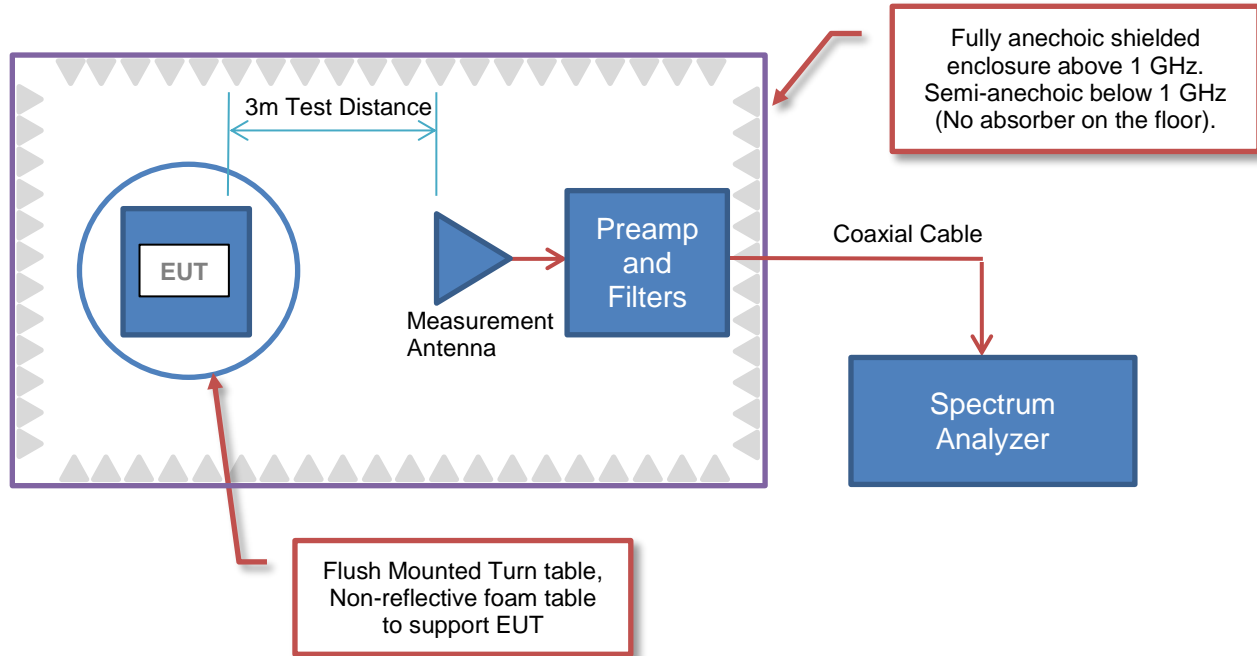 Fully anechoic shielded
enclosure above 1 GHz.
Semi-anechoic below 1 GHz
(No absorber on the floor).
3m Test Distance
EUT
Measurement
Antenna
Preamp
and
Filters
Coaxial Cable
Spectrum
Analyzer
Flush Mounted Turn table,
Non-reflective foam table
to support EUT